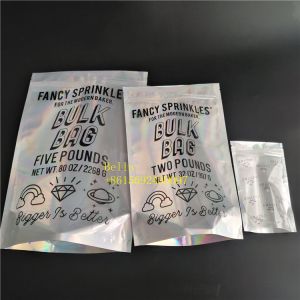 FANCY SPRINKLES
FOR THE MODERN BAKER.
BULK
BAG
FIVE POUNDS
NET WT 80 OZ/ 226
Bigger Is Better
FANCY SPRINKLES®
FOR THE MODERN BAKER.
BULK
BAG
TWO POUNDS
NET WT 32 OZ/ 907 G
Bigger Is Better